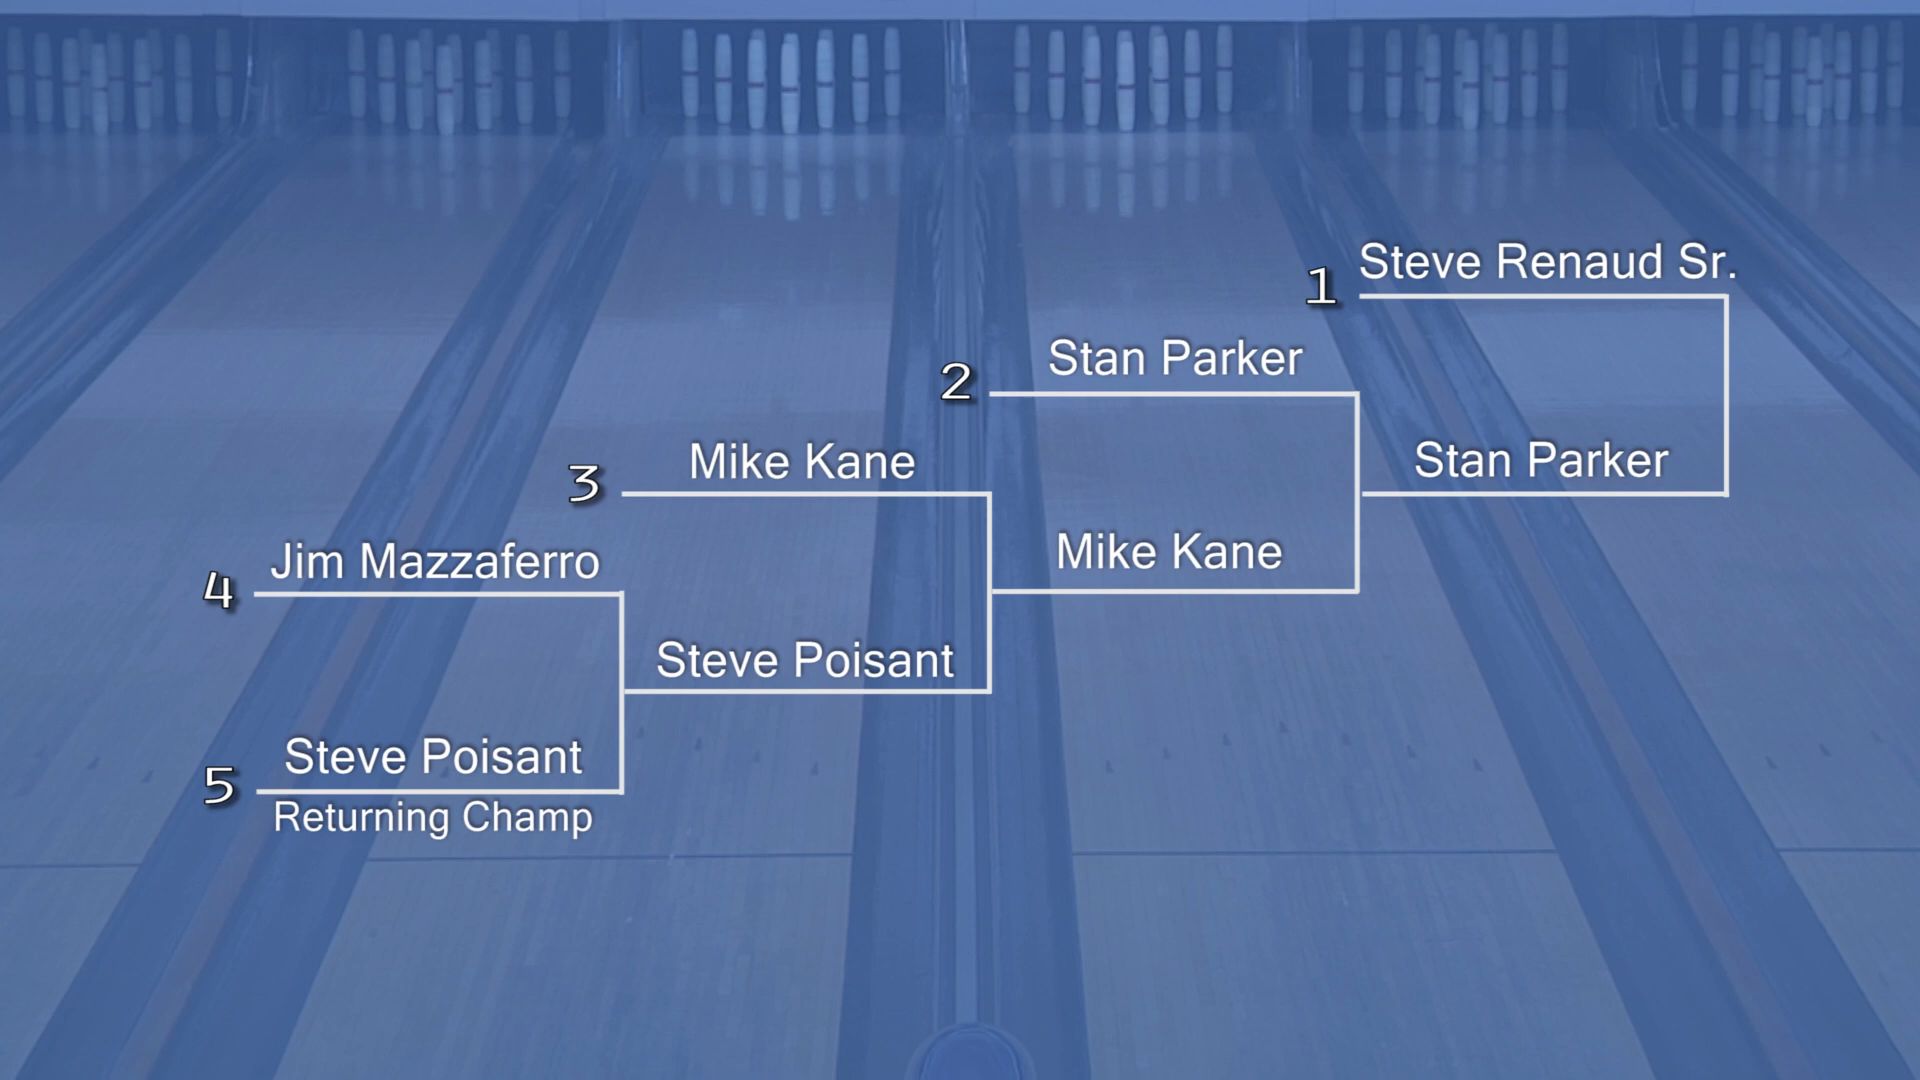 1 Steve Renaud Sr.
2 Stan Parker
Stan Parker
3 Mike Kane
Mike Kane
4 Jim Mazzaferro
Steve Poisant
5 Steve Poisant
Returning Champ